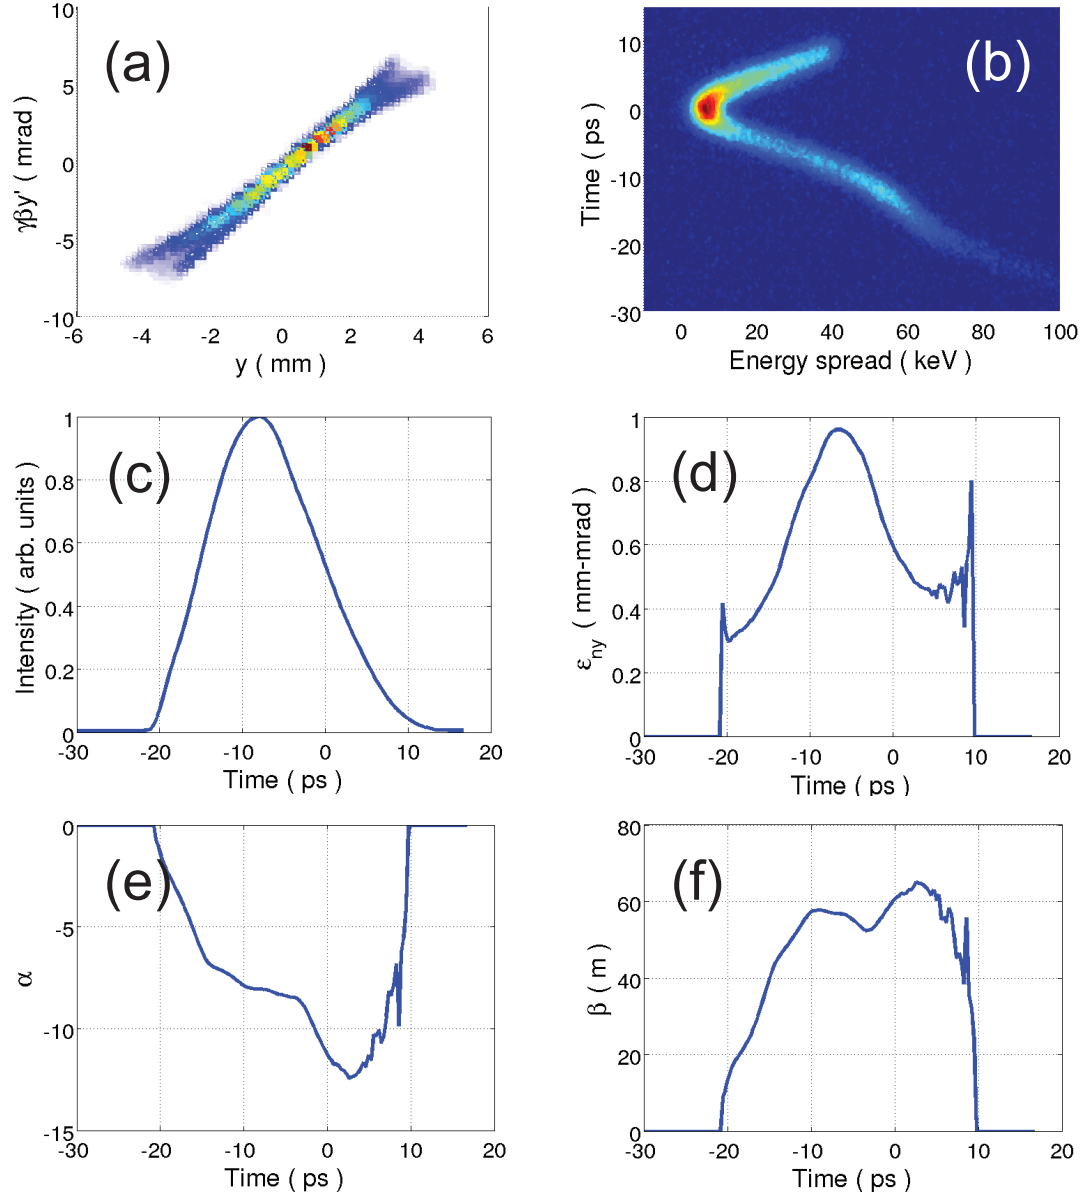 10
5
0
-5
-10
γβy' ( mrad )
-6 -4 -2 0 2 4 6
y ( mm )
(a)
10
0
-10
-20
-30
Time ( ps )
0 20 40 60 80 100
Energy spread ( keV )
(b)
1
0.8
0.6
0.4
0.2
0
Intensity ( arb. units )
-30 -20 -10 0 10 20
Time ( ps )
(c)
1
0.8
0.6
0.4
0.2
0
εny ( mm-mrad )
-30 -20 -10 0 10 20
Time ( ps )
(d)
0
-5
-10
-15
α
-30 -20 -10 0 10 20
Time ( ps )
(e)
80
60
40
20
0
β ( m )
-30 -20 -10 0 10 20
Time ( ps )
(f)